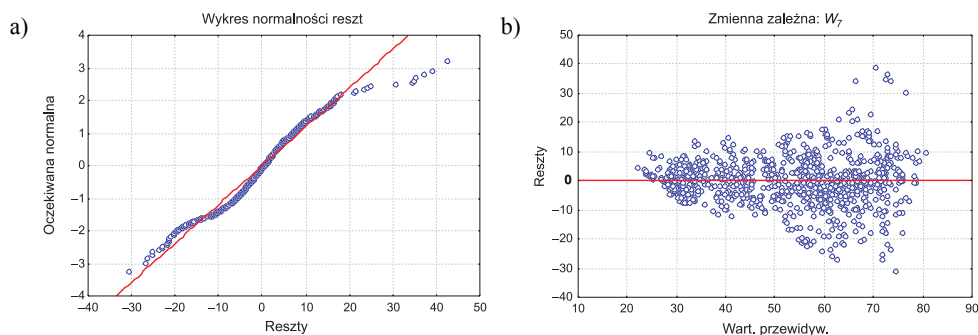 a)
Wykres normalności reszt
Oczekiwana normalna
4
3
2
1
0
–1
–2
–3
–4
–40 –30 –20 –10 0 10 20 30 40 50
Reszty
b)
Zmienna zależna: W7
Reszty
50
40
30
20
10
0
–10
–20
–30
–40
10 20 30 40 50 60 70 80 90
Wart. przewidyw.